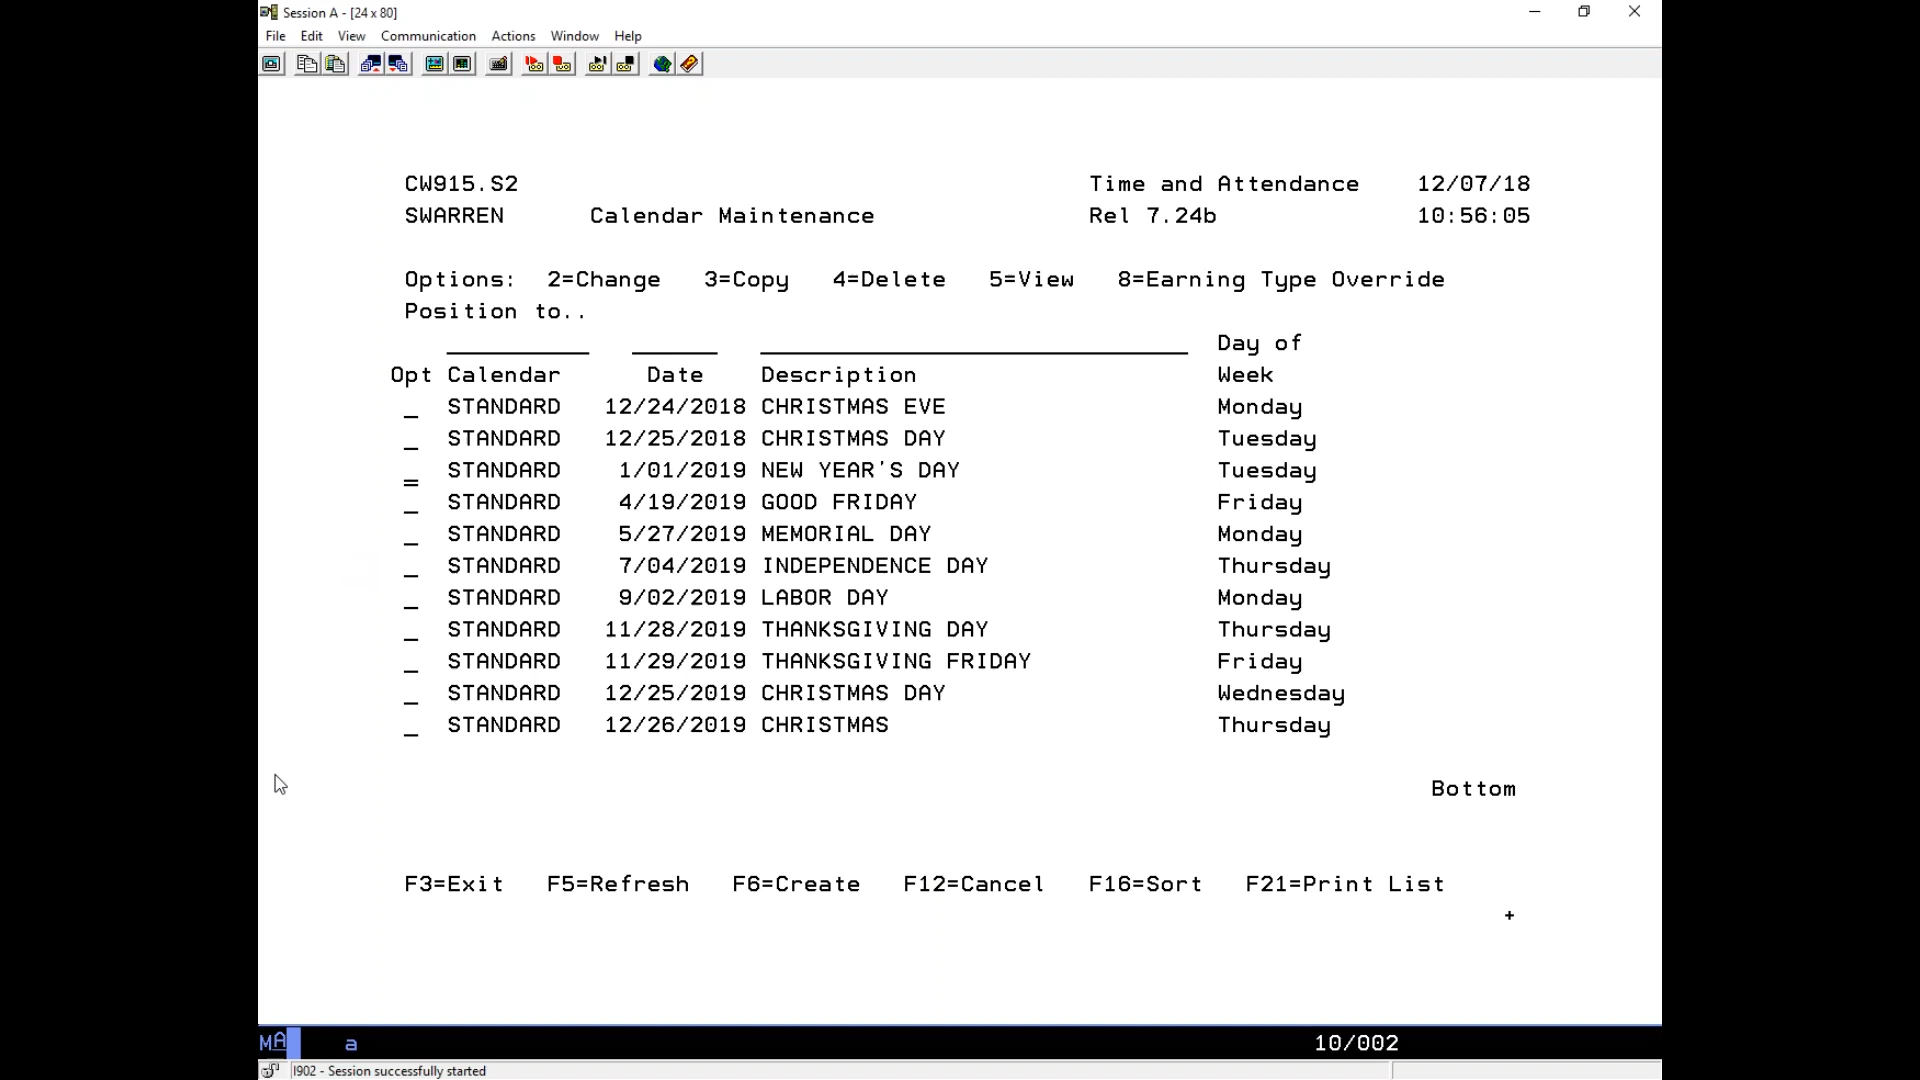 Session A - [24 x 80]
File Edit View Communication Actions Window Help
CW915.S2 Time and Attendance 12/07/18
SWARREN Calendar Maintenance Rel 7.24b 10:56:05
Options: 2=Change 3=Copy 4=Delete 5=View 8=Earning Type Override
Position to..
Day of
Opt Calendar Date Description Week
_ STANDARD 12/24/2018 CHRISTMAS EVE Monday
_ STANDARD 12/25/2018 CHRISTMAS DAY Tuesday
_ STANDARD 1/01/2019 NEW YEAR'S DAY Tuesday
_ STANDARD 4/19/2019 GOOD FRIDAY Friday
_ STANDARD 5/27/2019 MEMORIAL DAY Monday
_ STANDARD 7/04/2019 INDEPENDENCE DAY Thursday
_ STANDARD 9/02/2019 LABOR DAY Monday
_ STANDARD 11/28/2019 THANKSGIVING DAY Thursday
_ STANDARD 11/29/2019 THANKSGIVING FRIDAY Friday
_ STANDARD 12/25/2019 CHRISTMAS DAY Wednesday
_ STANDARD 12/26/2019 CHRISTMAS Thursday
Bottom
F3=Exit F5=Refresh F6=Create F12=Cancel F16=Sort F21=Print List
+
MA a 10/002
I902 - Session successfully started